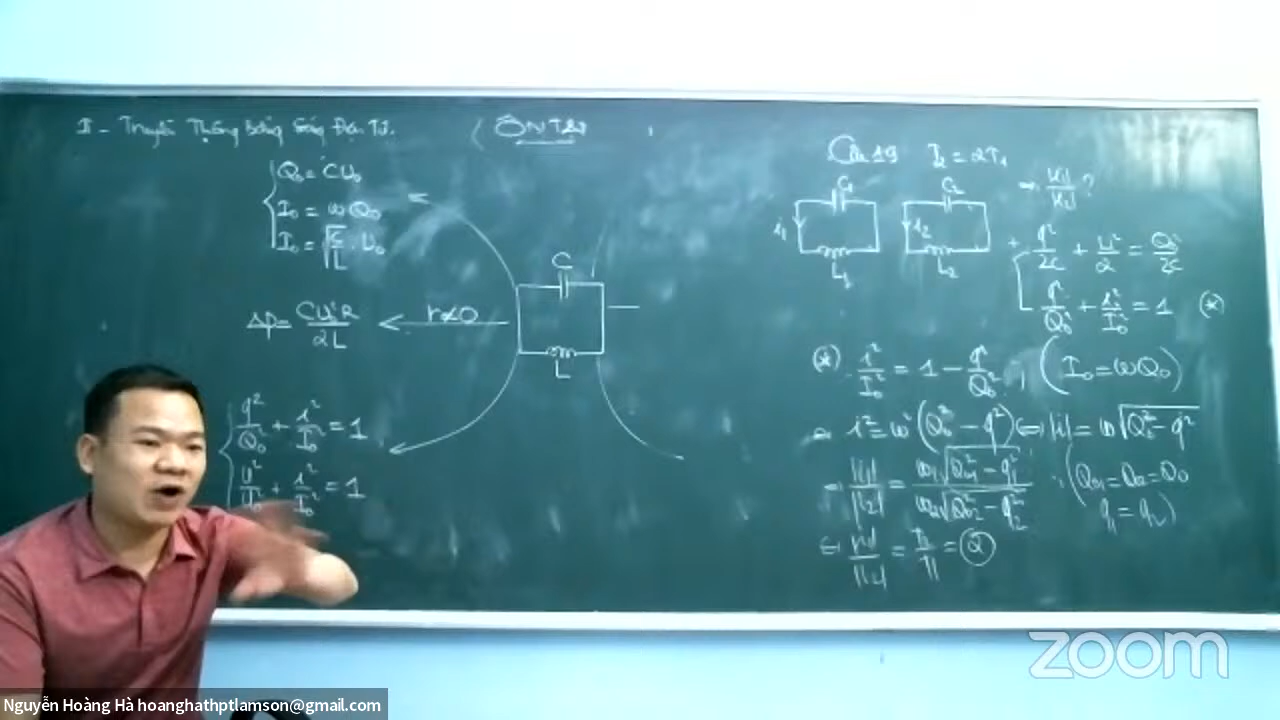 II - Truyền Thông Bằng Sóng Điện Từ.
( ÔN TẬP
Q₀ = CU₀
I₀ = ωQ₀
I₀ = √(C/L) · U₀
ΔP = CU₀²R / 2L
r≠0
q²/Q₀² + i²/I₀² = 1
u²/U₀² + i²/I₀² = 1
C
L
Câu 19 T₂ = 2T₁
C₁
i₁
L₁
C₂
i₂
L₂
⇒ |i₁|/|i₂| ?
+ q²/2C + Li²/2 = Q₀²/2C
q²/Q₀² + i²/I₀² = 1 (*)
(*) i²/I₀² = 1 - q²/Q₀² , (I₀ = ωQ₀)
⇔ i² = ω²(Q₀² - q²) ⇔ |i| = ω√(Q₀² - q²)
⇒ |i₁|/|i₂| = ω₁√(Q₀₁² - q₁²) / ω₂√(Q₀₂² - q₂²) ; (Q₀₁ = Q₀₂ = Q₀
q₁ = q₂)
⇔ |i₁|/|i₂| = T₂/T₁ = 2
zoom
Nguyễn Hoàng Hà hoanghathptlamson@gmail.com